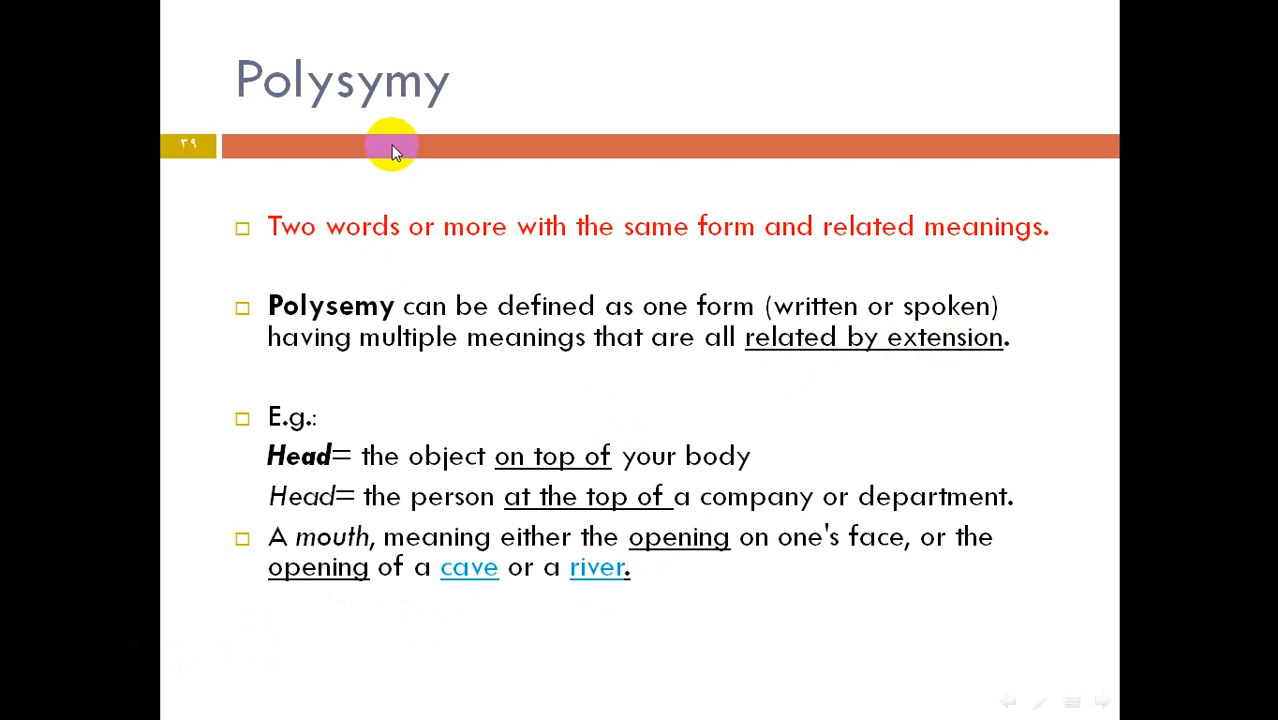 Polysymy
٣٩
Two words or more with the same form and related meanings.
Polysemy can be defined as one form (written or spoken)
having multiple meanings that are all related by extension.
E.g.:
Head= the object on top of your body
Head= the person at the top of a company or department.
A mouth, meaning either the opening on one's face, or the
opening of a cave or a river.